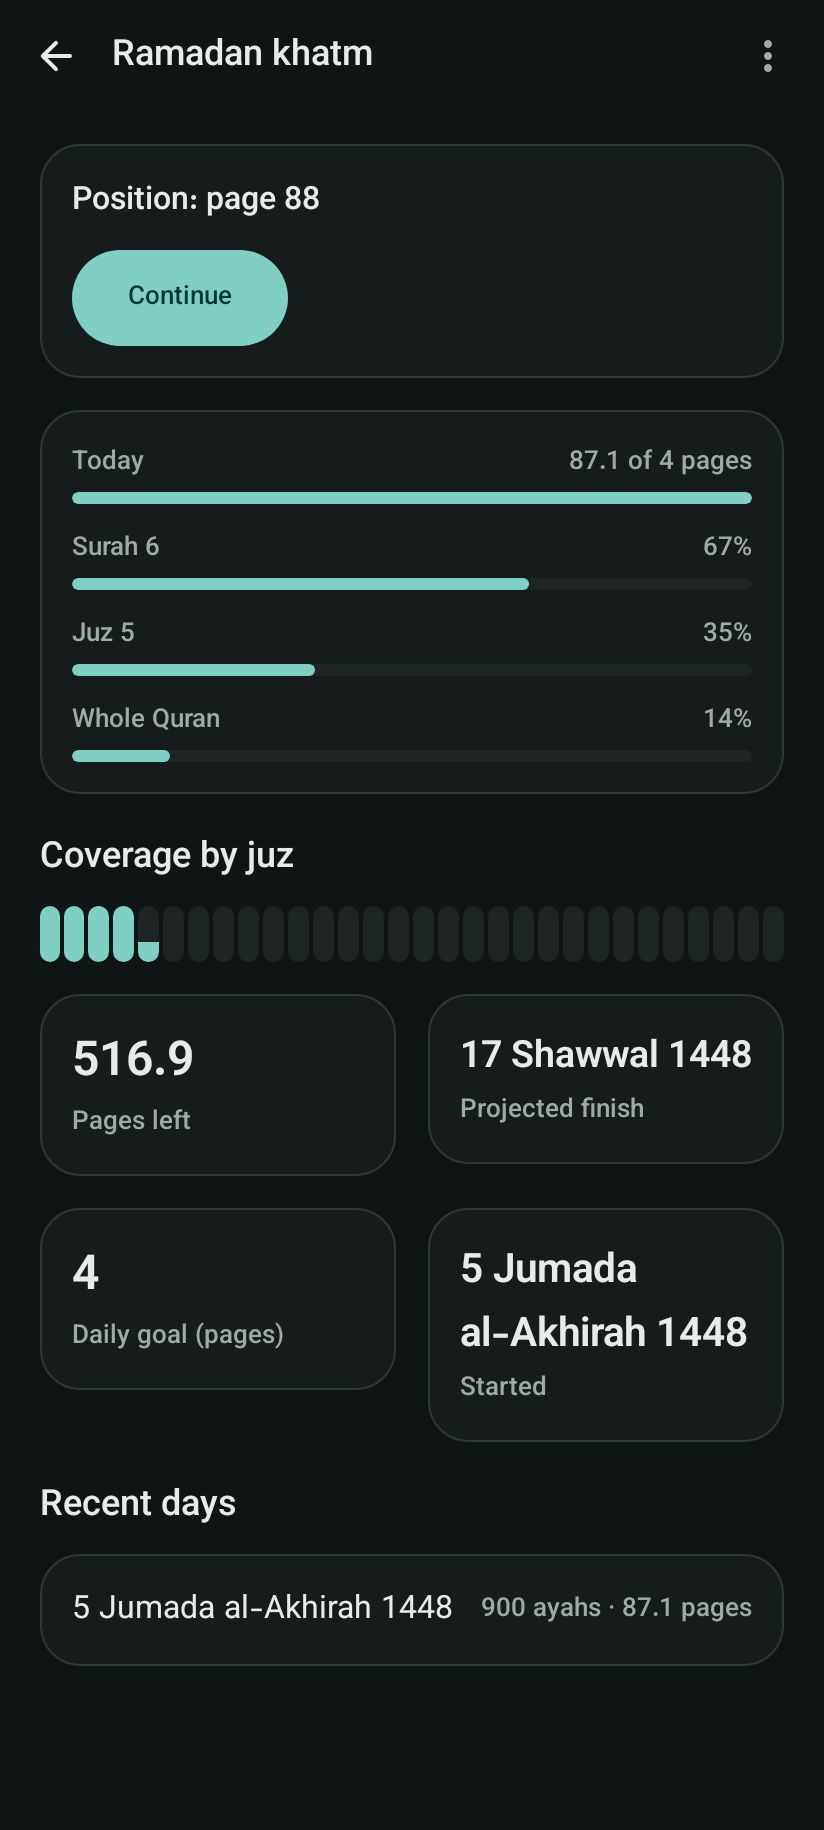 Ramadan khatm
Position: page 88
Continue
Today 87.1 of 4 pages
Surah 6 67%
Juz 5 35%
Whole Quran 14%
Coverage by juz
516.9
Pages left
17 Shawwal 1448
Projected finish
4
Daily goal (pages)
5 Jumada
al-Akhirah 1448
Started
Recent days
5 Jumada al-Akhirah 1448 900 ayahs · 87.1 pages